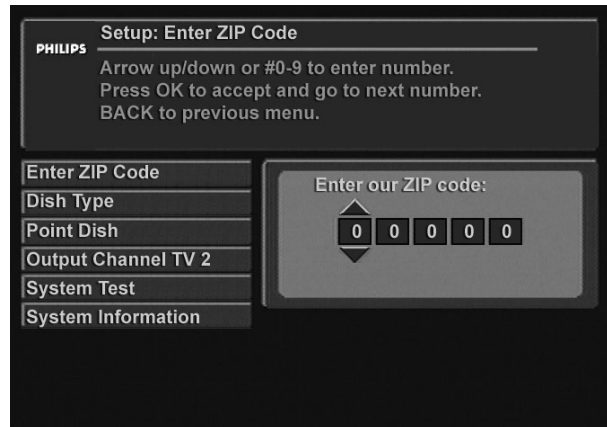 Setup: Enter ZIP Code
PHILIPS
Arrow up/down or #0-9 to enter number.
Press OK to accept and go to next number.
BACK to previous menu.
Enter ZIP Code
Dish Type
Point Dish
Output Channel TV 2
System Test
System Information
Enter our ZIP code:
0 0 0 0 0